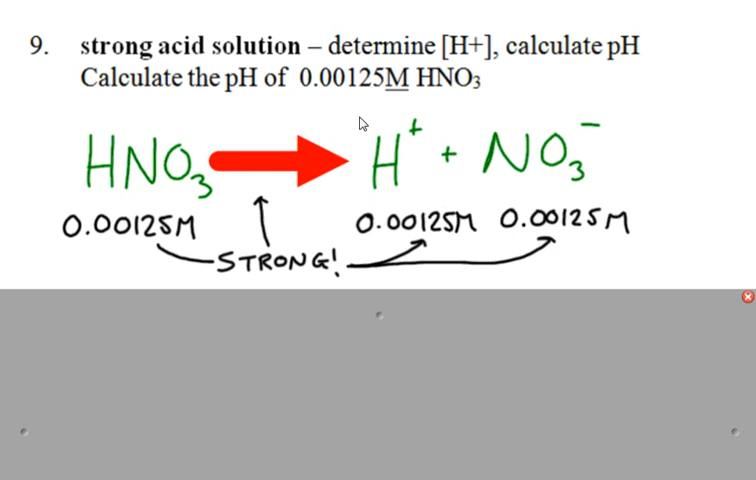 9. strong acid solution – determine [H+], calculate pH
Calculate the pH of 0.00125M HNO₃
HNO₃ H⁺ + NO₃⁻
0.00125M 0.00125M 0.00125M
STRONG!